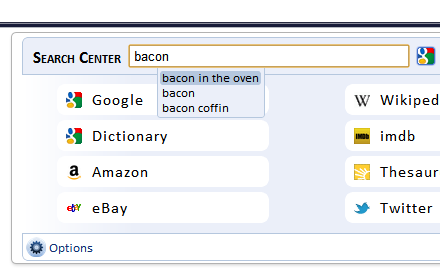 Search Center bacon
bacon in the oven
bacon
bacon coffin
Google
Dictionary
Amazon
eBay
Wikiped
imdb
Thesaur
Twitter
Options